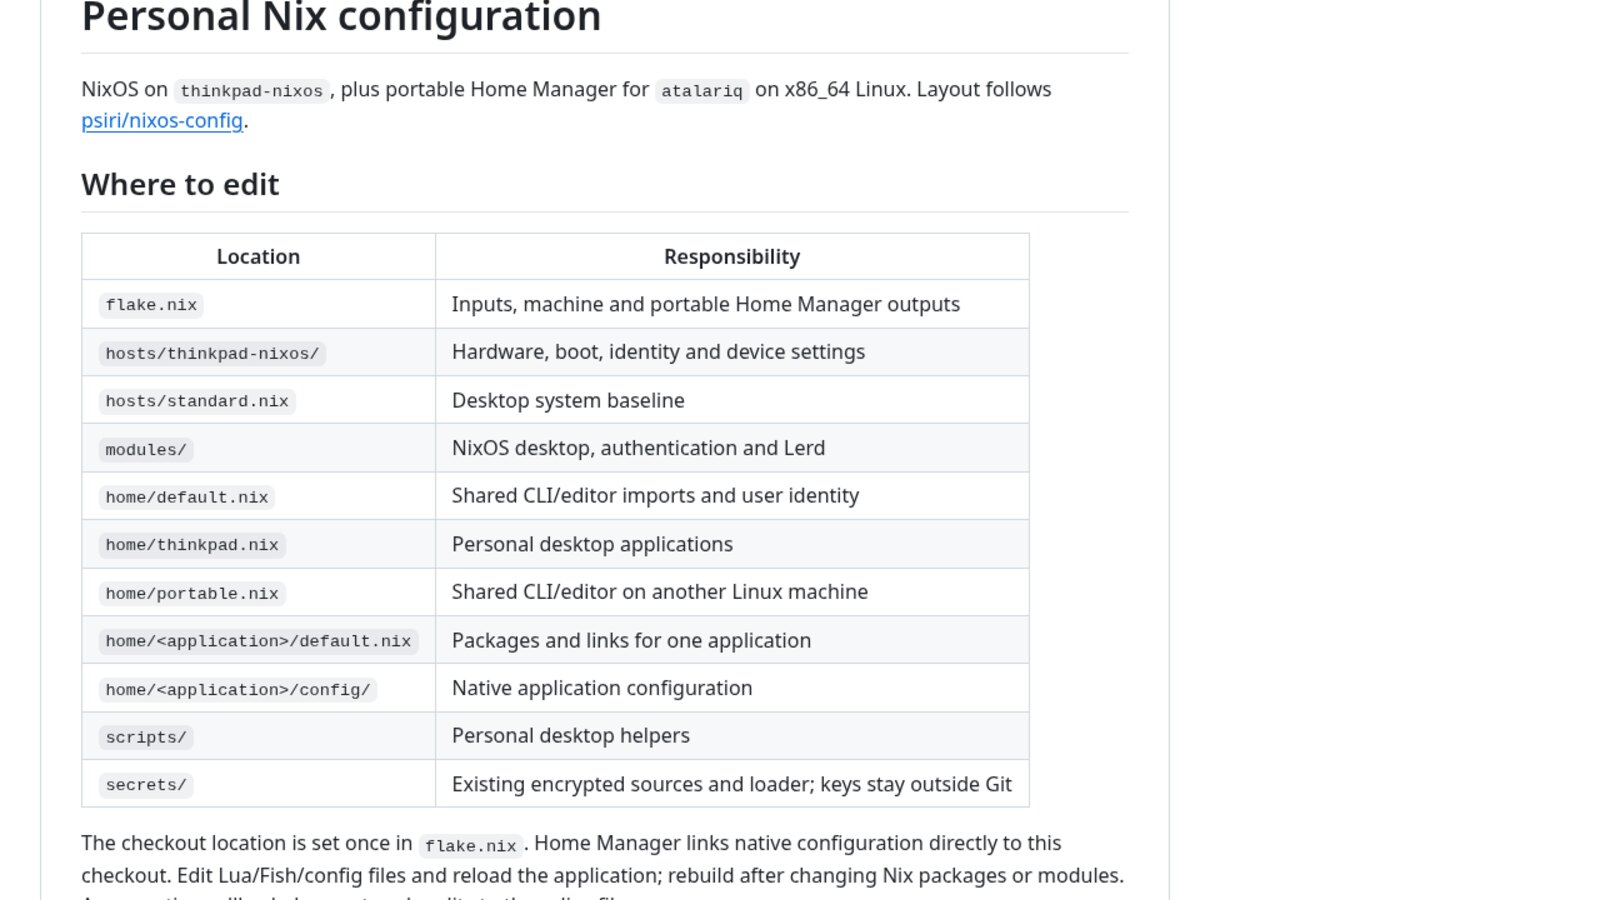 Personal Nix configuration
NixOS on thinkpad-nixos, plus portable Home Manager for atalariq on x86_64 Linux. Layout follows
psiri/nixos-config.
Where to edit
Location Responsibility
flake.nix Inputs, machine and portable Home Manager outputs
hosts/thinkpad-nixos/ Hardware, boot, identity and device settings
hosts/standard.nix Desktop system baseline
modules/ NixOS desktop, authentication and Lerd
home/default.nix Shared CLI/editor imports and user identity
home/thinkpad.nix Personal desktop applications
home/portable.nix Shared CLI/editor on another Linux machine
home/<application>/default.nix Packages and links for one application
home/<application>/config/ Native application configuration
scripts/ Personal desktop helpers
secrets/ Existing encrypted sources and loader; keys stay outside Git
The checkout location is set once in flake.nix. Home Manager links native configuration directly to this
checkout. Edit Lua/Fish/config files and reload the application; rebuild after changing Nix packages or modules.